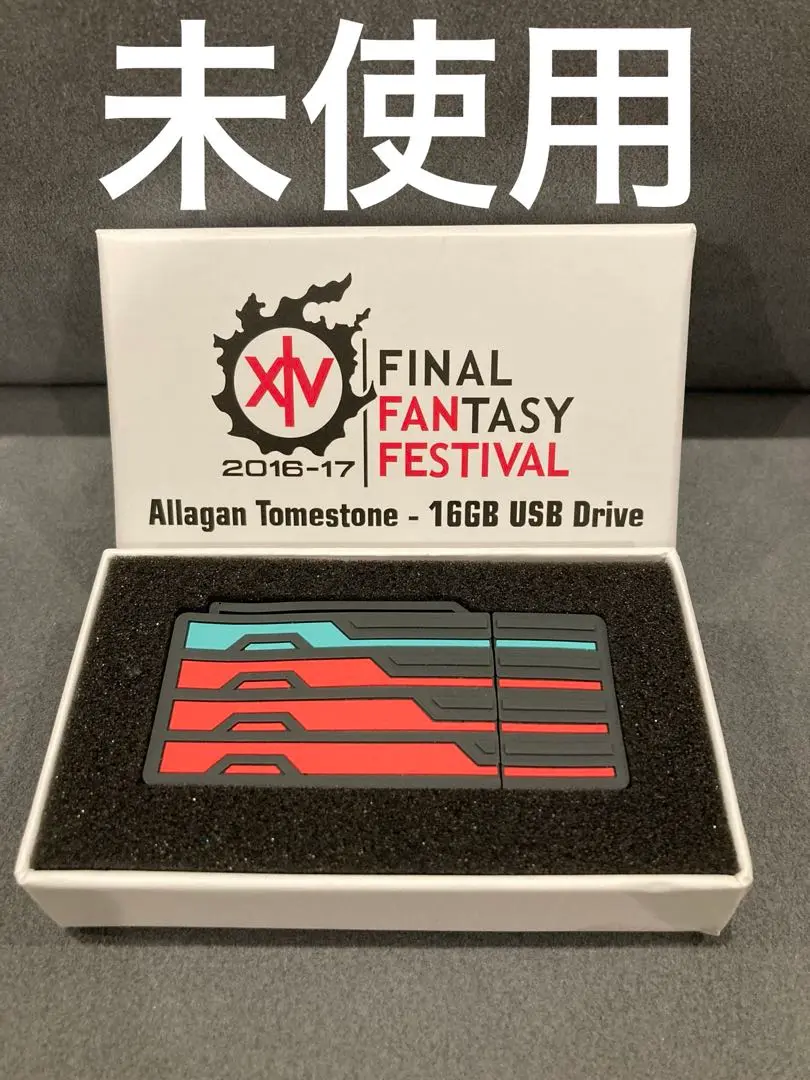 未使用
XIV
FINAL
FANTASY
FESTIVAL
2016-17
Allagan Tomestone - 16GB USB Drive